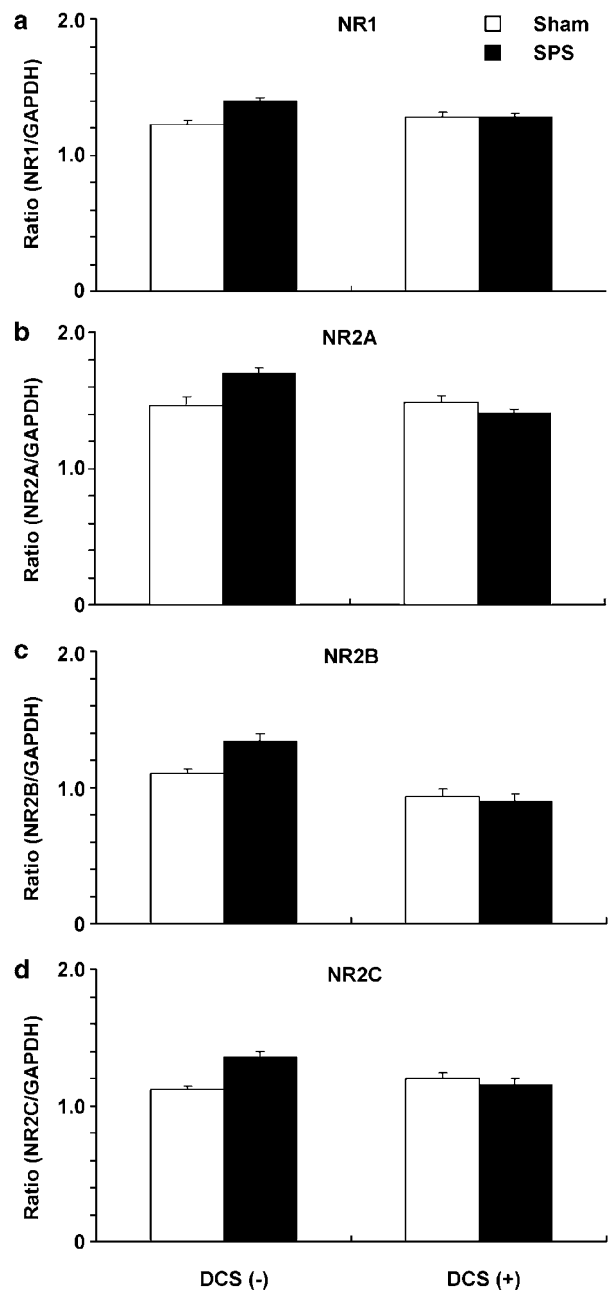 a
NR1
Sham
SPS
2.0
1.0
0
Ratio (NR1/GAPDH)
b
NR2A
2.0
1.0
0
Ratio (NR2A/GAPDH)
c
NR2B
2.0
1.0
0
Ratio (NR2B/GAPDH)
d
NR2C
2.0
1.0
0
Ratio (NR2C/GAPDH)
DCS (-)
DCS (+)